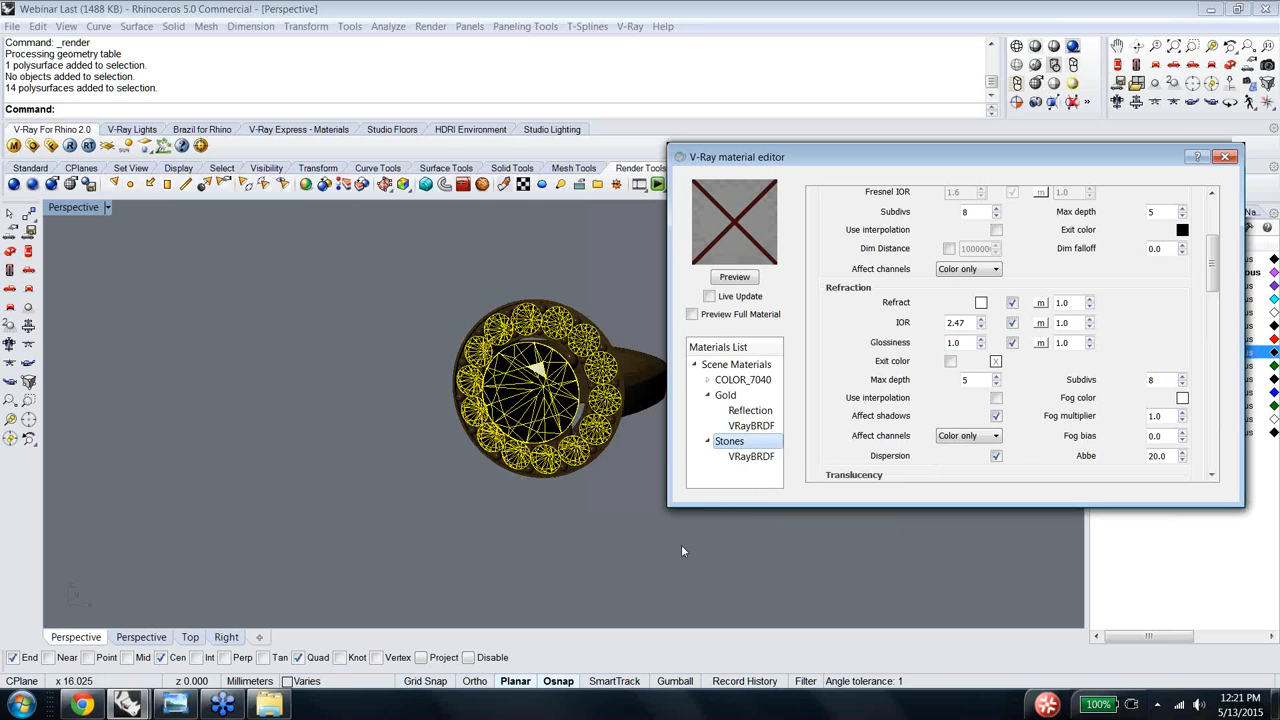 Webinar Last (1488 KB) - Rhinoceros 5.0 Commercial - [Perspective]
File Edit View Curve Surface Solid Mesh Dimension Transform Tools Analyze Render Panels Paneling Tools T-Splines V-Ray Help
Command: _render
Processing geometry table
1 polysurface added to selection.
No objects added to selection.
14 polysurfaces added to selection.
Command:
V-Ray For Rhino 2.0 V-Ray Lights Brazil for Rhino V-Ray Express - Materials Studio Floors HDRI Environment Studio Lighting
Standard CPlanes Set View Display Visibility Transform Curve Tools Surface Tools Solid Tools Mesh Tools Render Tools
Perspective
V-Ray material editor
Preview
Live Update
Preview Full Material
Materials List
Scene Materials
COLOR_7040
Gold
Reflection
VRayBRDF
Stones
VRayBRDF
Fresnel IOR 1.6 m 1.0
Subdivs 8 Max depth 5
Use interpolation Exit color
Dim Distance 100000 Dim falloff 0.0
Affect channels Color only
Refraction
Refract m 1.0
IOR 2.47 m 1.0
Glossiness 1.0 m 1.0
Exit color X
Max depth 5 Subdivs 8
Use interpolation Fog color
Affect shadows Fog multiplier 1.0
Affect channels Color only Fog bias 0.0
Dispersion Abbe 20.0
Translucency
Perspective Perspective Top Right
End Near Point Mid Cen Int Perp Tan Quad Knot Vertex Project Disable
CPlane x 16.025 z 0.000 Millimeters Varies Grid Snap Ortho Planar Osnap SmartTrack Gumball Record History Filter Angle tolerance: 1
100% 12:21 PM
5/13/2015